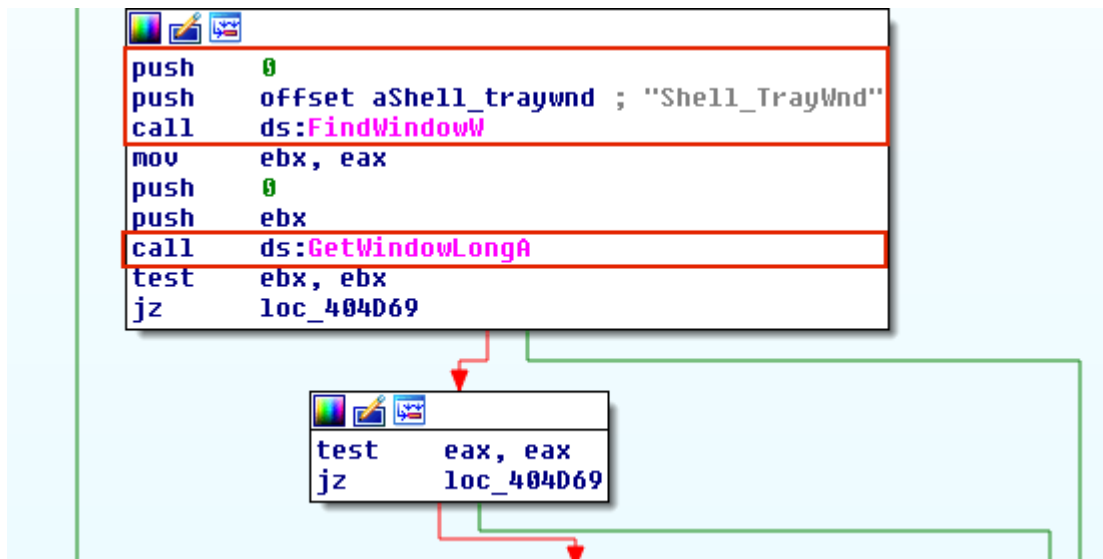 push 0
push offset aShell_traywnd ; "Shell_TrayWnd"
call ds:FindWindowW
mov ebx, eax
push 0
push ebx
call ds:GetWindowLongA
test ebx, ebx
jz loc_404D69
test eax, eax
jz loc_404D69